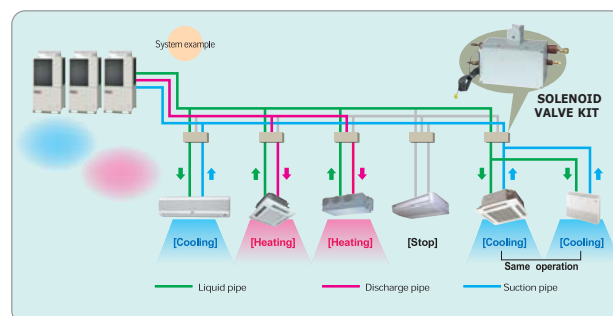 System example
SOLENOID
VALVE KIT
[Cooling] [Heating] [Heating] [Stop] [Cooling] [Cooling]
Same operation
Liquid pipe Discharge pipe Suction pipe